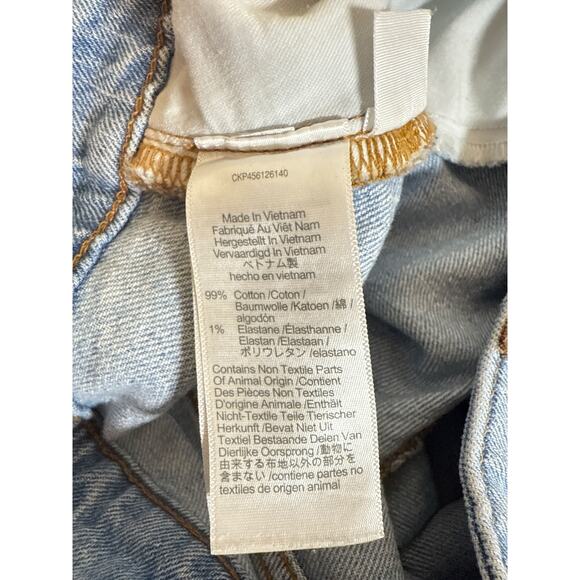 CKP456126140
Made In Vietnam
Fabriqué Au Viêt Nam
Hergestellt In Vietnam
Vervaardigd In Vietnam
ベトナム製
hecho en vietnam
99% Cotton /Coton /
Baumwolle /Katoen /綿 /
algodón
1% Elastane /Élasthanne /
Elastan /Elastaan /
ポリウレタン /elastano
Contains Non Textile Parts
Of Animal Origin /Contient
Des Pièces Non Textiles
D'origine Animale /Enthält
Nicht-Textile Teile Tierischer
Herkunft /Bevat Niet Uit
Textiel Bestaande Delen Van
Dierlijke Oorsprong /動物に
由来する布地以外の部分を
含まない /contiene partes no
textiles de origen animal